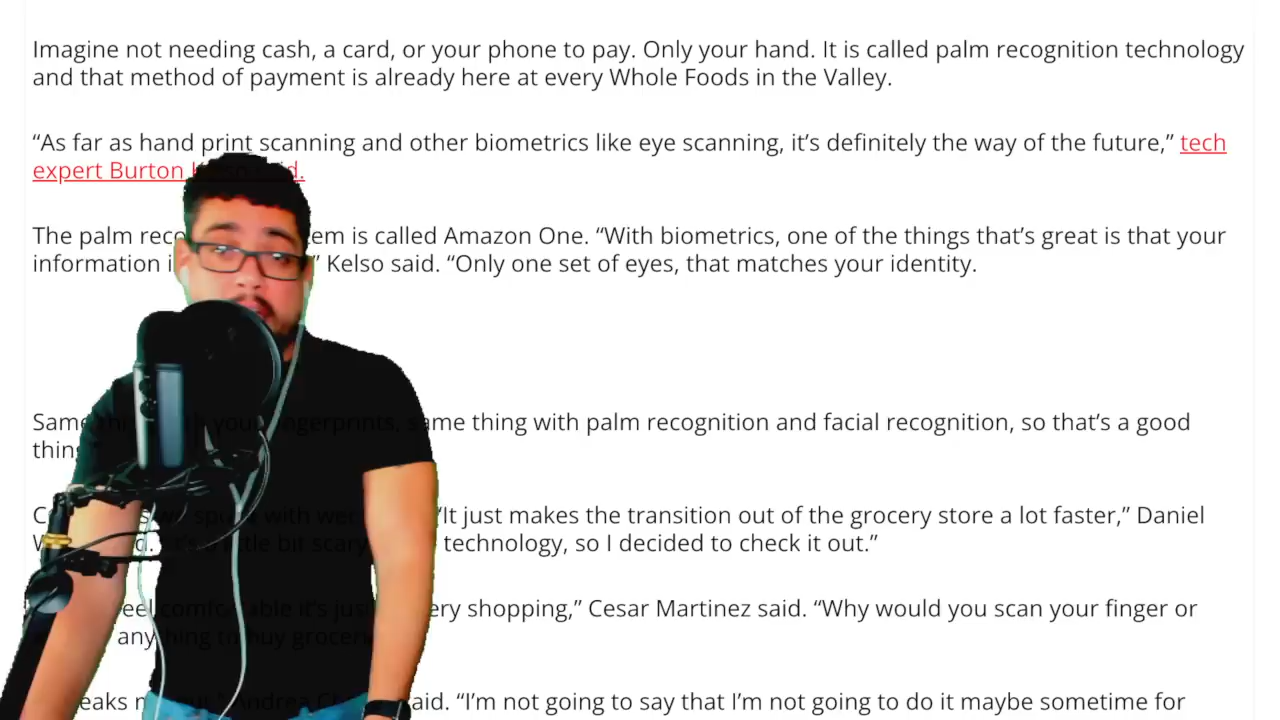 Imagine not needing cash, a card, or your phone to pay. Only your hand. It is called palm recognition technology
and that method of payment is already here at every Whole Foods in the Valley.
“As far as hand print scanning and other biometrics like eye scanning, it’s definitely the way of the future,” tech
expert Burton
The palm is called Amazon One. “With biometrics, one of the things that’s great is that your
information ” Kelso said. “Only one set of eyes, that matches your identity.
Same your fingerprints, same thing with palm recognition and facial recognition, so that’s a good
thing
with “It just makes the transition out of the grocery store a lot faster,” Daniel
bit scary technology, so I decided to check it out.”
comfortable it’s just grocery shopping,” Cesar Martinez said. “Why would you scan your finger or
anything to buy
Andrea said. “I’m not going to say that I’m not going to do it maybe sometime for